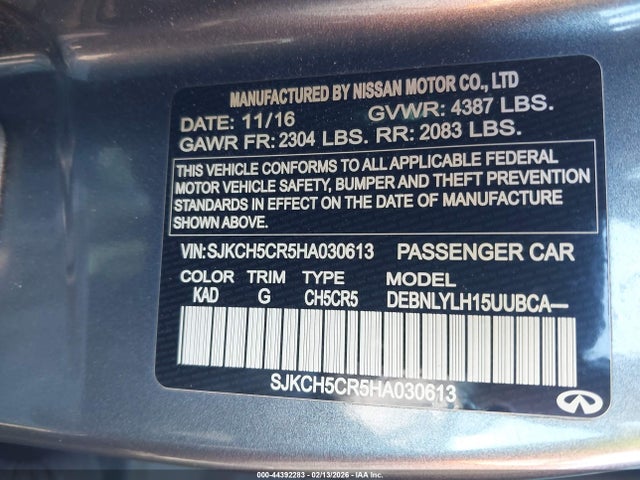 MANUFACTURED BY NISSAN MOTOR CO., LTD
DATE: 11/16 GVWR: 4387 LBS.
GAWR FR: 2304 LBS. RR: 2083 LBS.
THIS VEHICLE CONFORMS TO ALL APPLICABLE FEDERAL
MOTOR VEHICLE SAFETY, BUMPER AND THEFT PREVENTION
STANDARDS IN EFFECT ON THE DATE OF MANUFACTURE
SHOWN ABOVE.
VIN: SJKCH5CR5HA030613 PASSENGER CAR
COLOR TRIM TYPE MODEL
KAD G CH5CR5 DEBNLYLH15UUBCA—
SJKCH5CR5HA030613
000-44392283 - 02/13/2026 - IAA Inc.